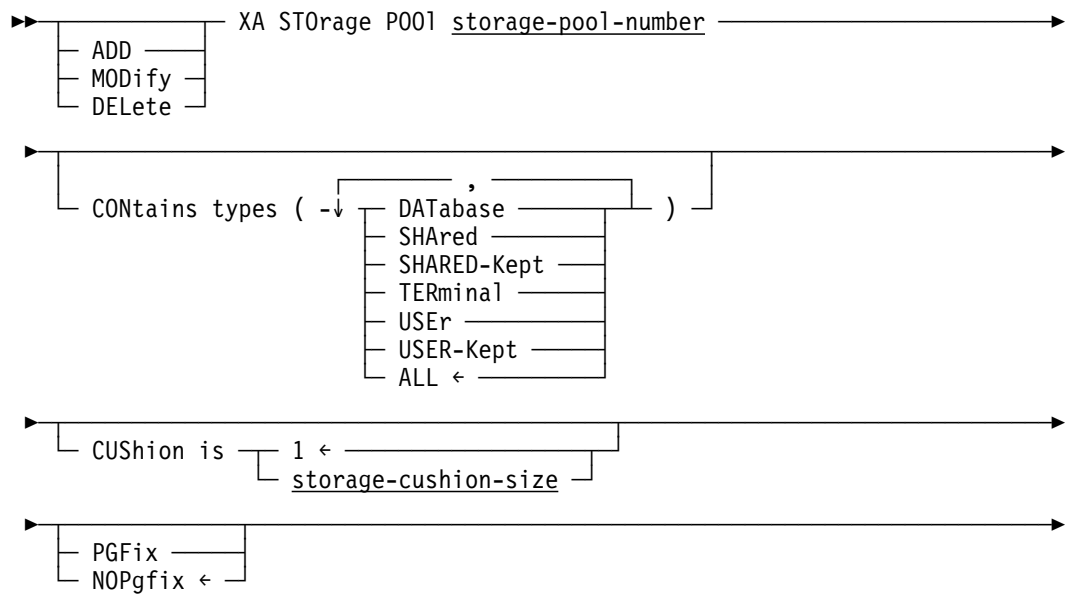 XA STOrage POOl storage-pool-number
ADD
MODify
DELete
,
CONtains types ( - DATabase )
SHAred
SHARED-Kept
TERminal
USEr
USER-Kept
ALL ←
CUShion is 1 ←
storage-cushion-size
PGFix
NOPgfix ←